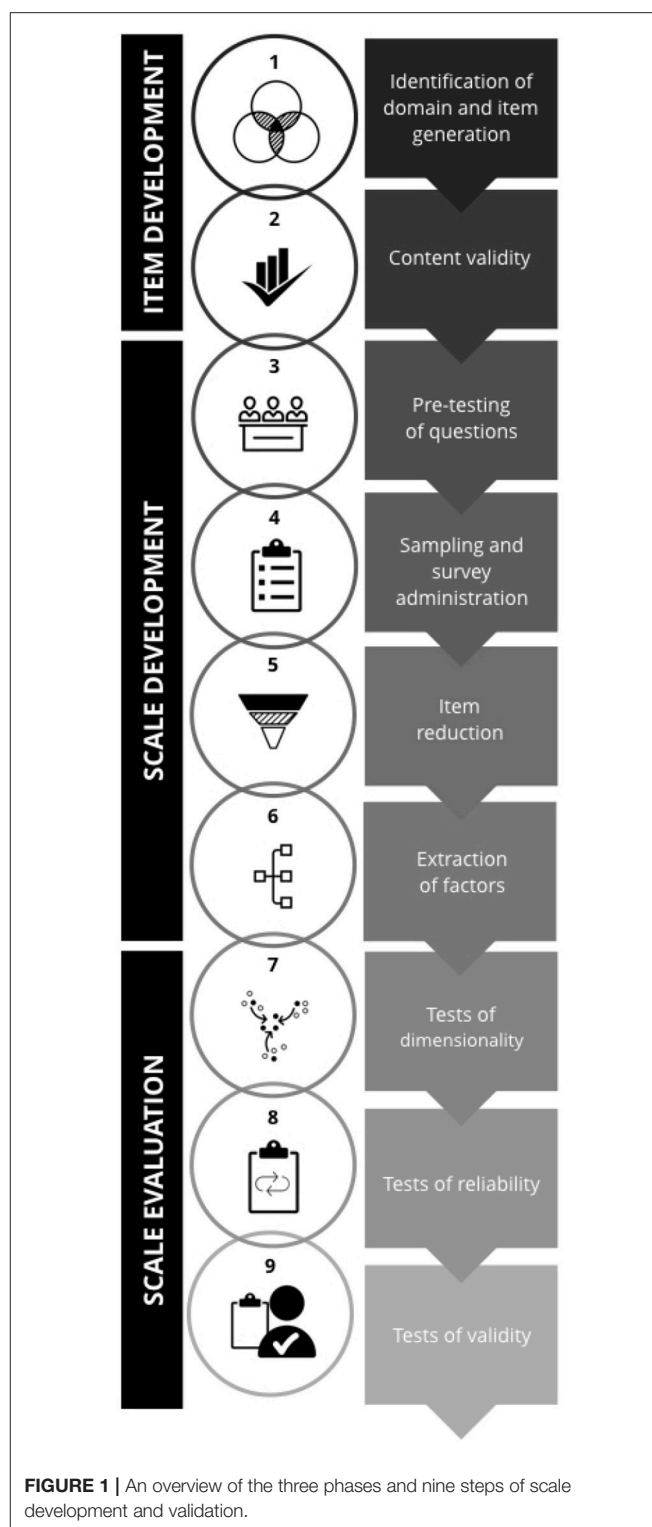 ITEM DEVELOPMENT
1
Identification of
domain and item
generation
2
Content validity
SCALE DEVELOPMENT
3
Pre-testing
of questions
4
Sampling and
survey
administration
5
Item
reduction
6
Extraction
of factors
SCALE EVALUATION
7
Tests of
dimensionality
8
Tests of reliability
9
Tests of validity
FIGURE 1 | An overview of the three phases and nine steps of scale
development and validation.